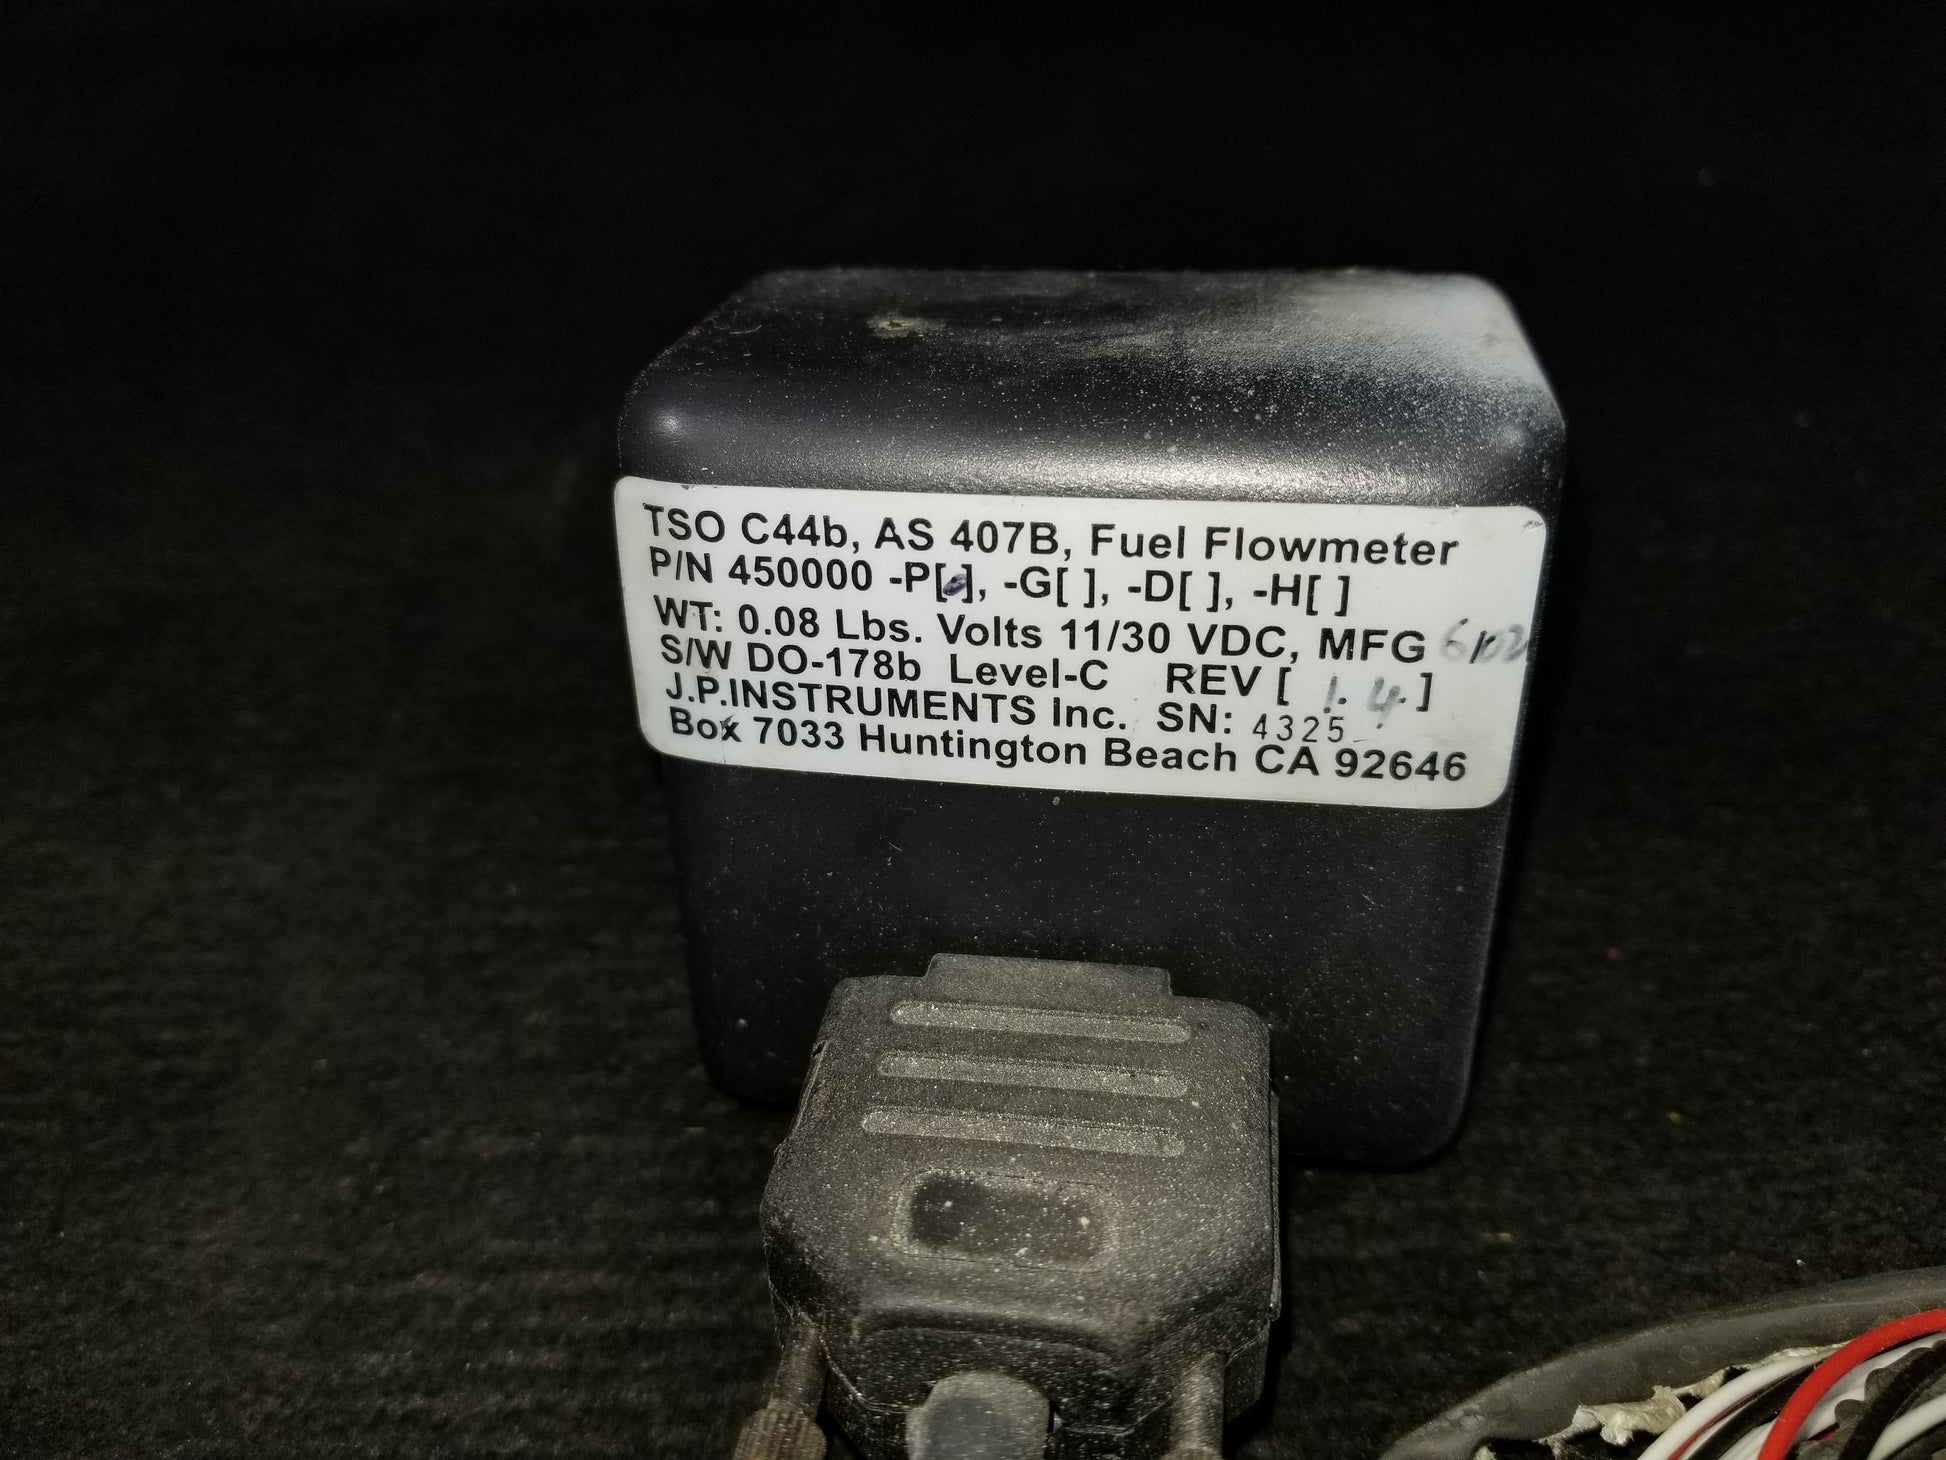 TSO C44b, AS 407B, Fuel Flowmeter
P/N 450000 -P[•], -G[ ], -D[ ], -H[ ]
WT: 0.08 Lbs. Volts 11/30 VDC, MFG
S/W DO-178b Level-C REV [ 1.4 ]
J.P.INSTRUMENTS Inc. SN: 4325
Box 7033 Huntington Beach CA 92646